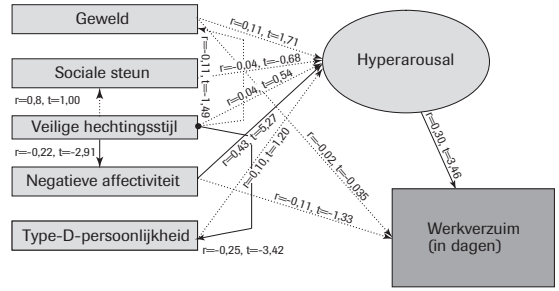 Geweld
r=0,11, t=1,71
Hyperarousal
Sociale steun
r=-0,04, t=-0,68
r=-0,11, t=-1,49
r=0,04, t=0,54
r=0,8, t=1,00
Veilige hechtingsstijl
r=-0,22, t=-2,91
r=0,43, t=5,27
r=0,10, t=1,20
r=-0,02, t=-0,035
r=0,30, t=3,46
Negatieve affectiviteit
r=-0,11, t=-1,33
Type-D-persoonlijkheid
r=-0,25, t=-3,42
Werkverzuim
(in dagen)